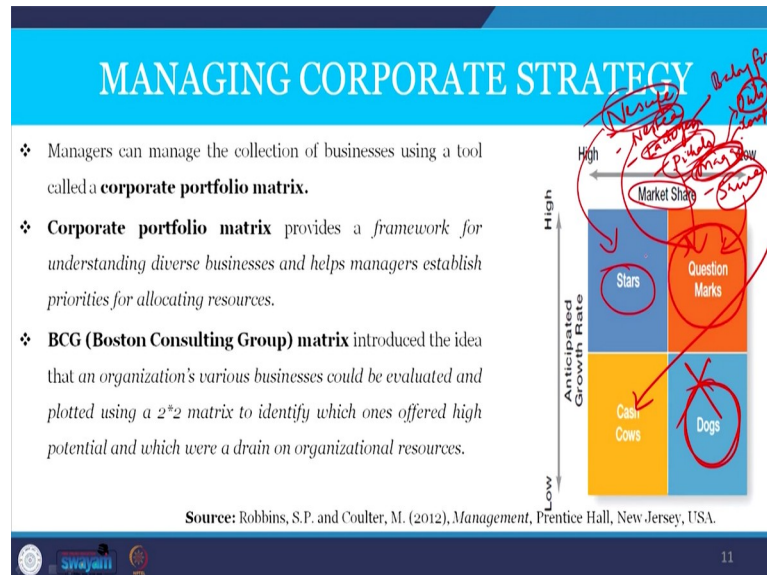 MANAGING CORPORATE STRATEGY
❖ Managers can manage the collection of businesses using a tool
called a corporate portfolio matrix.
❖ Corporate portfolio matrix provides a framework for
understanding diverse businesses and helps managers establish
priorities for allocating resources.
❖ BCG (Boston Consulting Group) matrix introduced the idea
that an organization's various businesses could be evaluated and
plotted using a 2*2 matrix to identify which ones offered high
potential and which were a drain on organizational resources.
Baby
High
Low
Market Share
High
Anticipated
Growth Rate
Low
Stars
Question
Marks
Cash
Cows
Dogs
Source: Robbins, S.P. and Coulter, M. (2012), Management, Prentice Hall, New Jersey, USA.
swayam
11